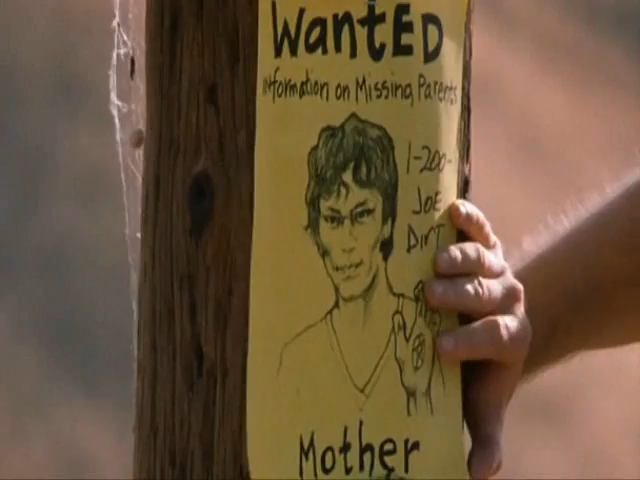 WanTED
INformation on Missing Parents
1-200-
JOE
DirT
Mother